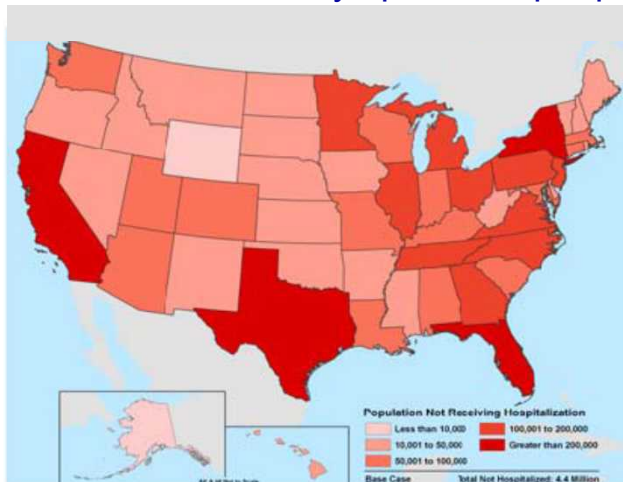 Population Not Receiving Hospitalization
Less than 10,000
10,001 to 50,000
50,001 to 100,000
100,001 to 200,000
Greater than 200,000
Base Case
Total Not Hospitalized: 4.4 Million